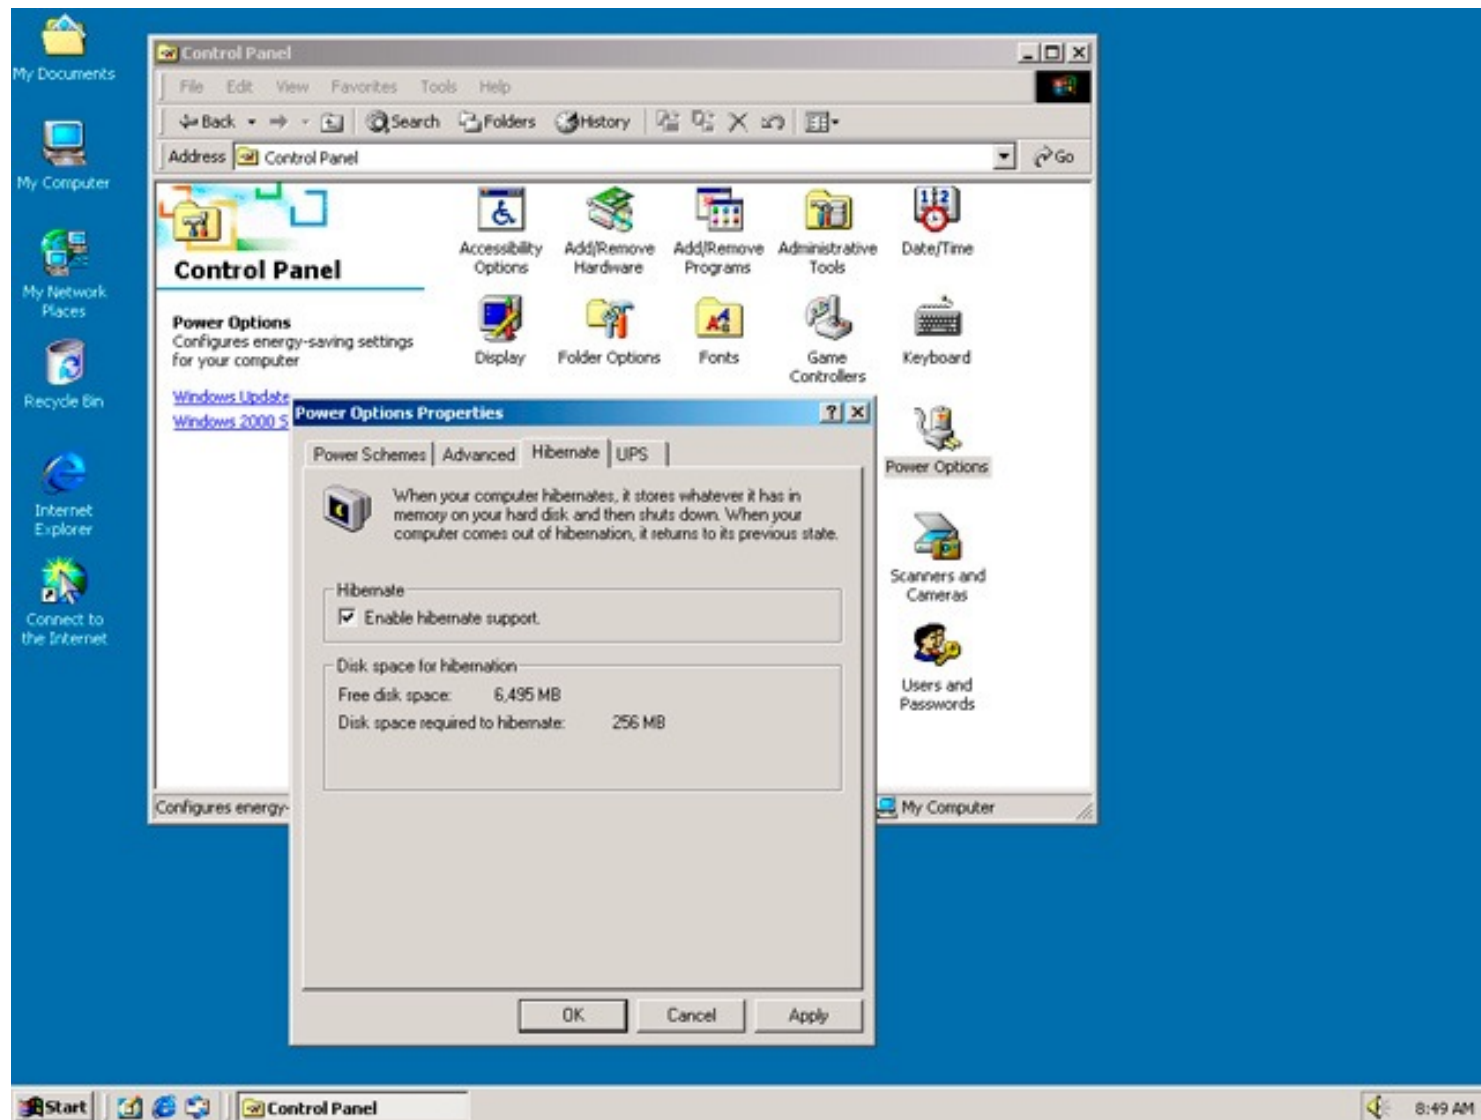 My Documents
My Computer
My Network
Places
Recycle Bin
Internet
Explorer
Connect to
the Internet
Control Panel
File Edit View Favorites Tools Help
Back Search Folders History
Address Control Panel Go
Control Panel
Power Options
Configures energy-saving settings
for your computer
Windows Update
Windows 2000 S
Accessibility
Options
Add/Remove
Hardware
Add/Remove
Programs
Administrative
Tools
Date/Time
Display
Folder Options
Fonts
Game
Controllers
Keyboard
Power Options
Scanners and
Cameras
Users and
Passwords
Configures energy-
My Computer
Power Options Properties
Power Schemes Advanced Hibernate UPS
When your computer hibernates, it stores whatever it has in
memory on your hard disk and then shuts down. When your
computer comes out of hibernation, it returns to its previous state.
Hibernate
Enable hibernate support.
Disk space for hibernation
Free disk space: 6,495 MB
Disk space required to hibernate: 256 MB
OK Cancel Apply
Start Control Panel 8:49 AM